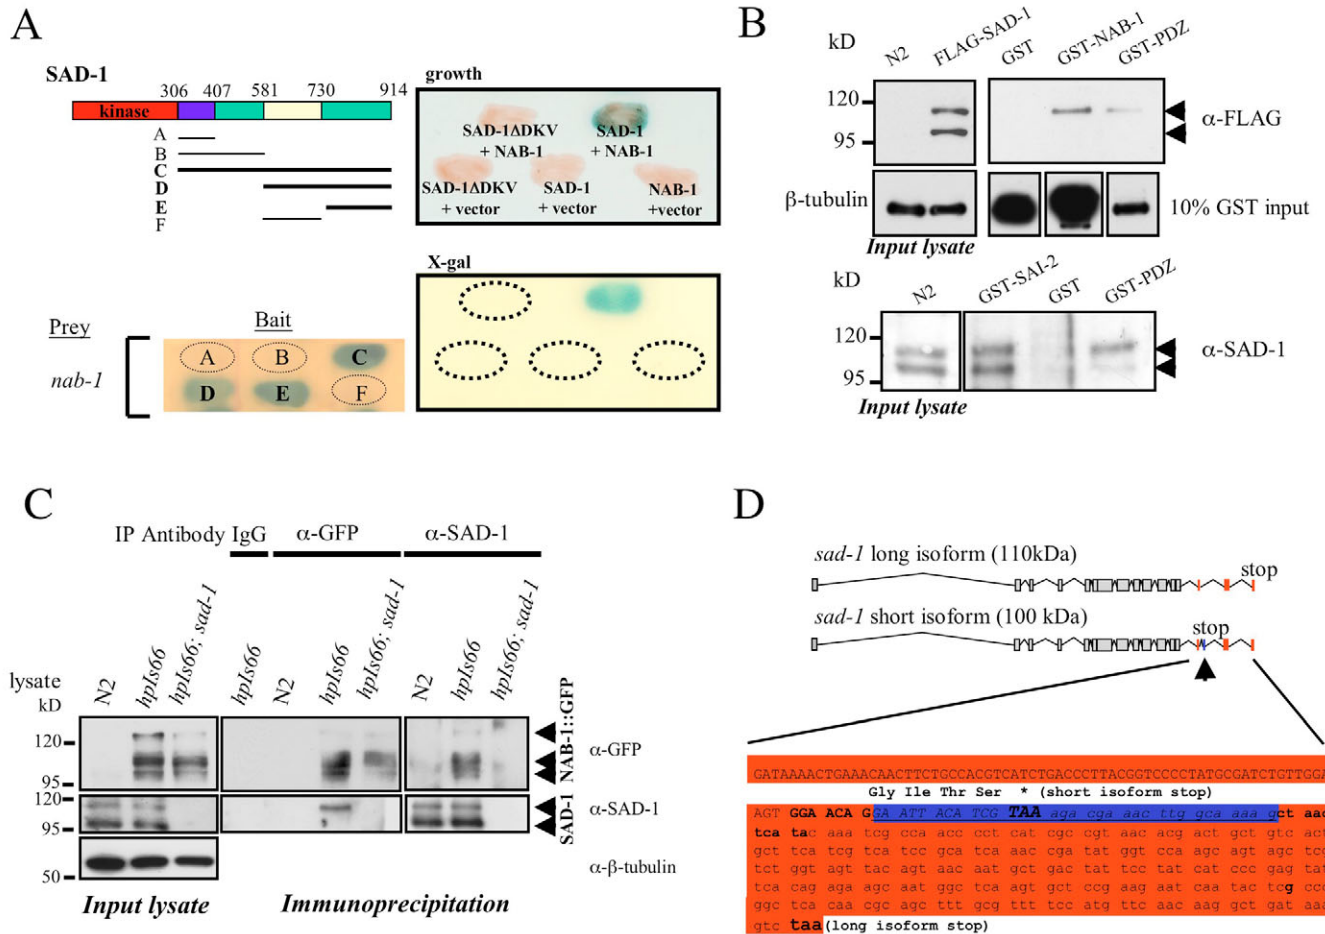 A
SAD-1
306 407 581 730 914
kinase
A
B
C
D
E
F
growth
SAD-1ΔDKV + NAB-1
SAD-1 + NAB-1
SAD-1ΔDKV + vector
SAD-1 + vector
NAB-1 +vector
X-gal
Prey
Bait
nab-1
A B C
D E F
B
kD
N2
FLAG-SAD-1
GST
GST-NAB-1
GST-PDZ
120
95
α-FLAG
β-tubulin
10% GST input
Input lysate
kD
N2
GST-SAI-2
GST
GST-PDZ
120
95
α-SAD-1
Input lysate
C
IP Antibody IgG α-GFP α-SAD-1
lysate
kD
N2
hpIs66
hpIs66; sad-1
hpIs66
N2
hpIs66
hpIs66; sad-1
N2
hpIs66
hpIs66; sad-1
120
95
NAB-1::GFP
α-GFP
120
95
SAD-1
α-SAD-1
50
α-β-tubulin
Input lysate
Immunoprecipitation
D
sad-1 long isoform (110kDa)
stop
sad-1 short isoform (100 kDa)
stop
GATAAAACTGAAACAACTTCTGCCACGTCATCTGACCCTTACGGTCCCCTATGCGATCTGTTGGA
Gly Ile Thr Ser * (short isoform stop)
AGT GGA ACA G GA ATT ACA TCG TAA aga cga aac ttg gca aaa g ct aac
tca tac aaa tcg cca acc cct cat cgc cgt aac acg act gct gtc act
gct tca tcg tca tcc gca tca aac cga tat ggt cca agc agt agc tcg
gga tct agt tac agt aac aat gct gat tat tcc tat cat ccc gag tat
tca cag aga agc aat ggc tca agt gct ccc aag aat caa tac tcg ccc
ggc tca caa cgc agc ttt gcg ttt tcc atg ttc aac aag gct gat aaa
gtc taa (long isoform stop)